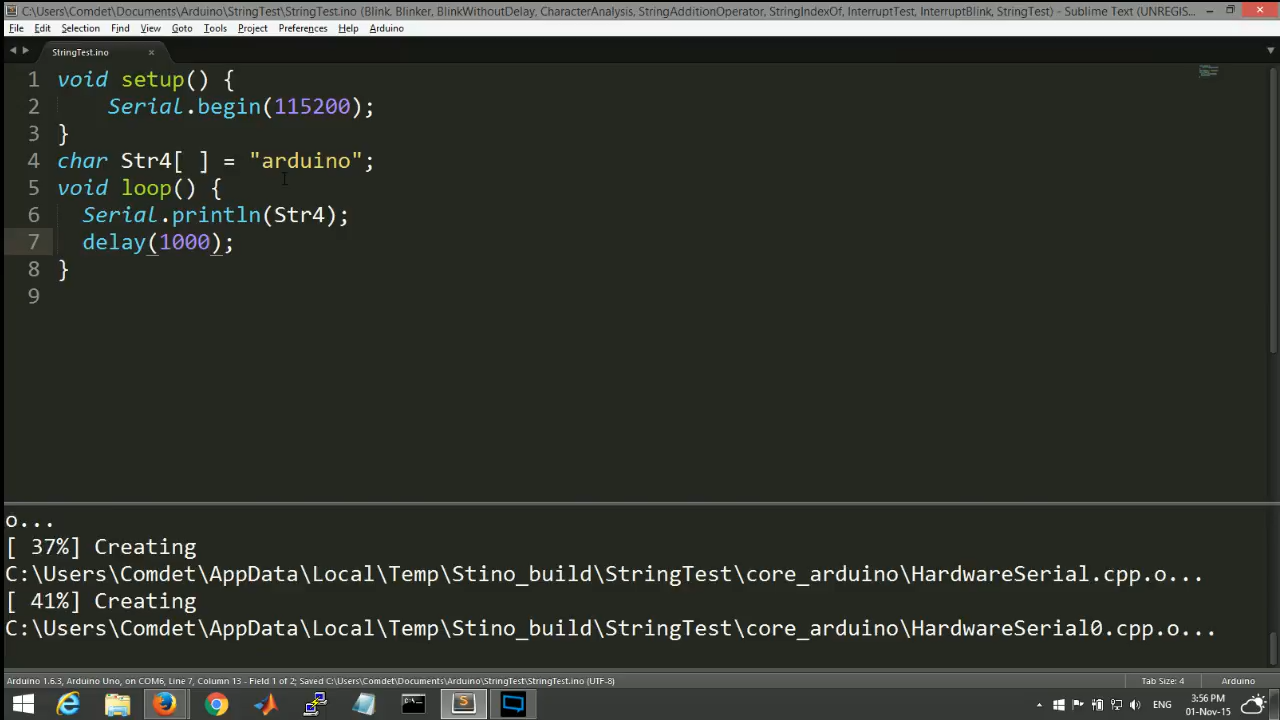 C:\Users\Comdet\Documents\Arduino\StringTest\StringTest.ino (Blink, Blinker, BlinkWithoutDelay, CharacterAnalysis, StringAdditionOperator, StringIndexOf, InterruptTest, InterruptBlink, StringTest) - Sublime Text (UNREGIS...
File Edit Selection Find View Goto Tools Project Preferences Help Arduino
StringTest.ino
1 void setup() {
2 Serial.begin(115200);
3 }
4 char Str4[ ] = "arduino";
5 void loop() {
6 Serial.println(Str4);
7 delay(1000);
8 }
9
o...
[ 37%] Creating
C:\Users\Comdet\AppData\Local\Temp\Stino_build\StringTest\core_arduino\HardwareSerial.cpp.o...
[ 41%] Creating
C:\Users\Comdet\AppData\Local\Temp\Stino_build\StringTest\core_arduino\HardwareSerial0.cpp.o...
Arduino 1.6.3, Arduino Uno, on COM6, Line 7, Column 13 - Field 1 of 2; Saved C:\Users\Comdet\Documents\Arduino\StringTest\StringTest.ino (UTF-8) Tab Size: 4 Arduino
ENG 3:56 PM
01-Nov-15